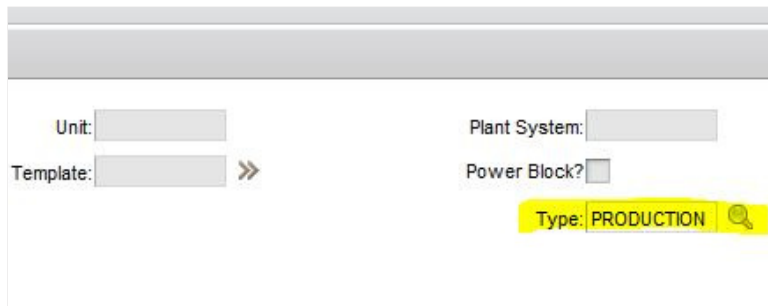 Unit: Plant System:
Template: Power Block?
Type: PRODUCTION